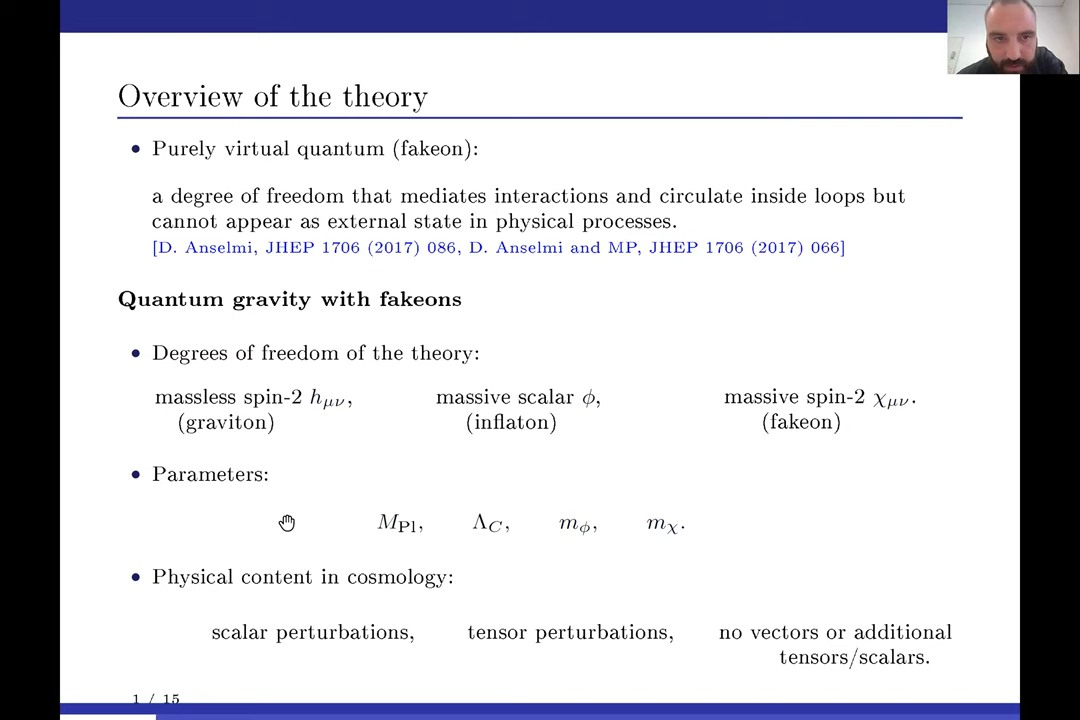 Overview of the theory
• Purely virtual quantum (fakeon):
a degree of freedom that mediates interactions and circulate inside loops but
cannot appear as external state in physical processes.
[D. Anselmi, JHEP 1706 (2017) 086, D. Anselmi and MP, JHEP 1706 (2017) 066]
Quantum gravity with fakeons
• Degrees of freedom of the theory:
massless spin-2 hμν, massive scalar ϕ, massive spin-2 χμν.
(graviton) (inflaton) (fakeon)
• Parameters:
MPl, ΛC, mϕ, mχ.
• Physical content in cosmology:
scalar perturbations, tensor perturbations, no vectors or additional
tensors/scalars.
1 / 15